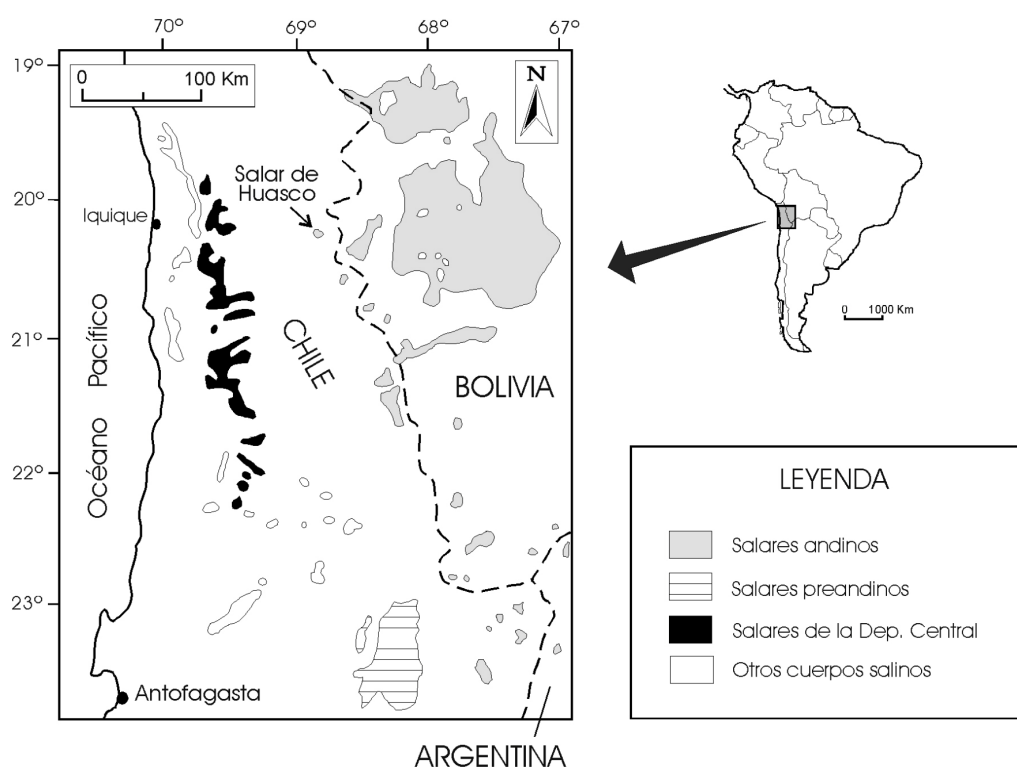 70°
69°
68°
67°
19°
0
100 Km
N
Salar de
Huasco
20°
Iquique
21°
CHILE
BOLIVIA
Océano Pacífico
22°
23°
Antofagasta
ARGENTINA
0
1000 Km
LEYENDA
Salares andinos
Salares preandinos
Salares de la Dep. Central
Otros cuerpos salinos